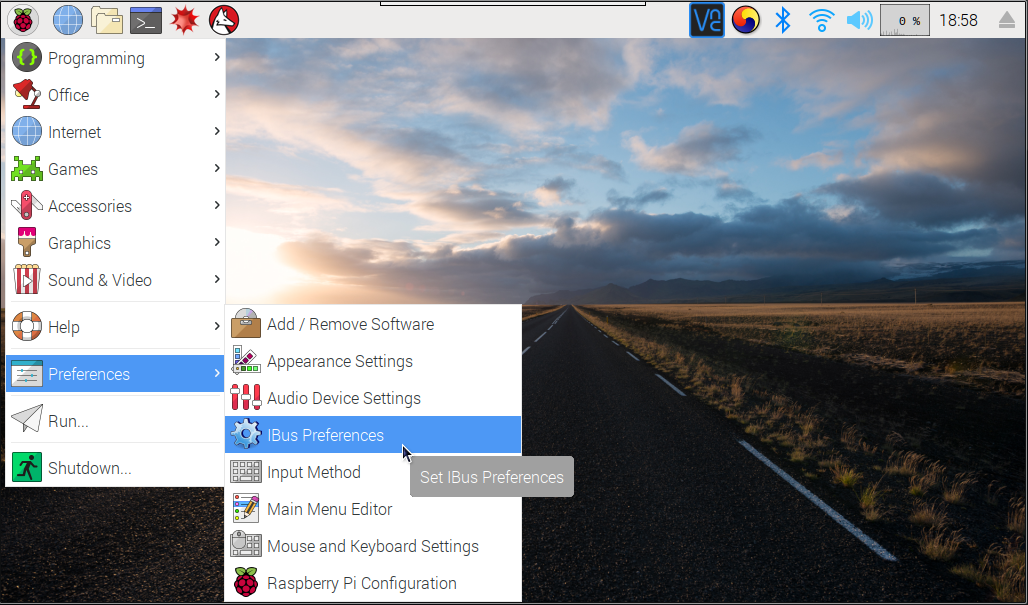 0 %
18:58
Programming
Office
Internet
Games
Accessories
Graphics
Sound & Video
Help
Preferences
Run...
Shutdown...
Add / Remove Software
Appearance Settings
Audio Device Settings
IBus Preferences
Input Method
Main Menu Editor
Mouse and Keyboard Settings
Raspberry Pi Configuration
Set IBus Preferences